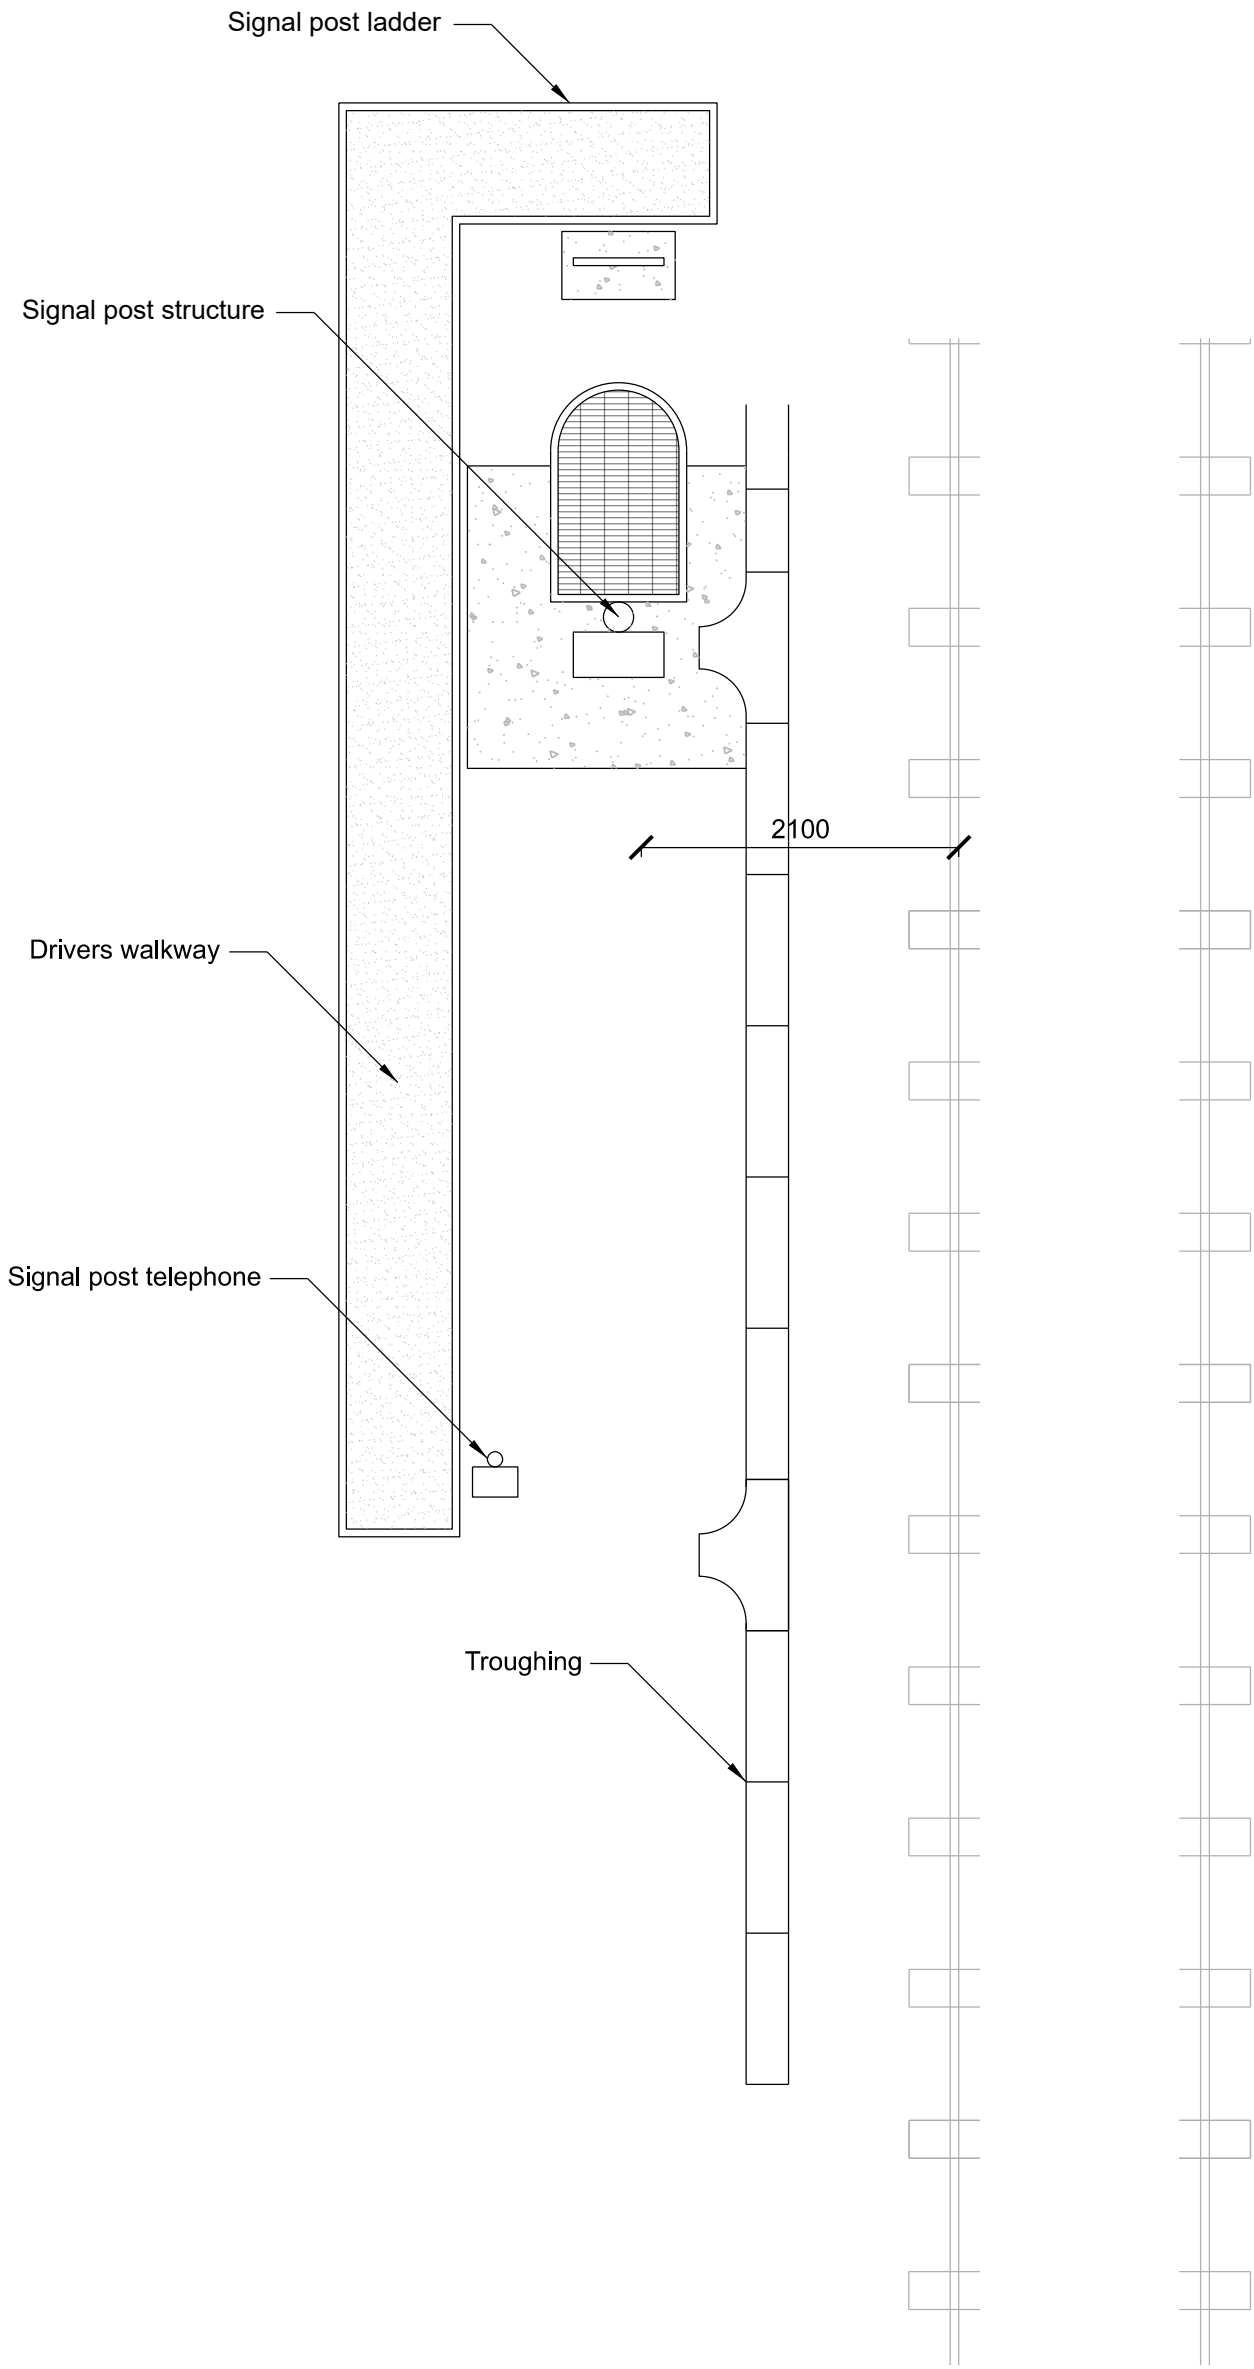 Signal post ladder
Signal post structure
2100
Drivers walkway
Signal post telephone
Troughing